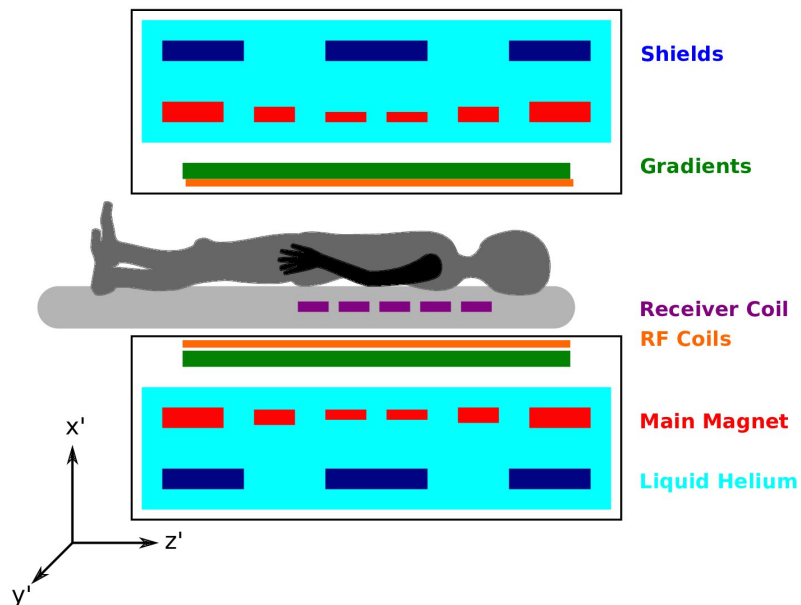 Shields
Gradients
Receiver Coil
RF Coils
Main Magnet
Liquid Helium
x'
z'
y'